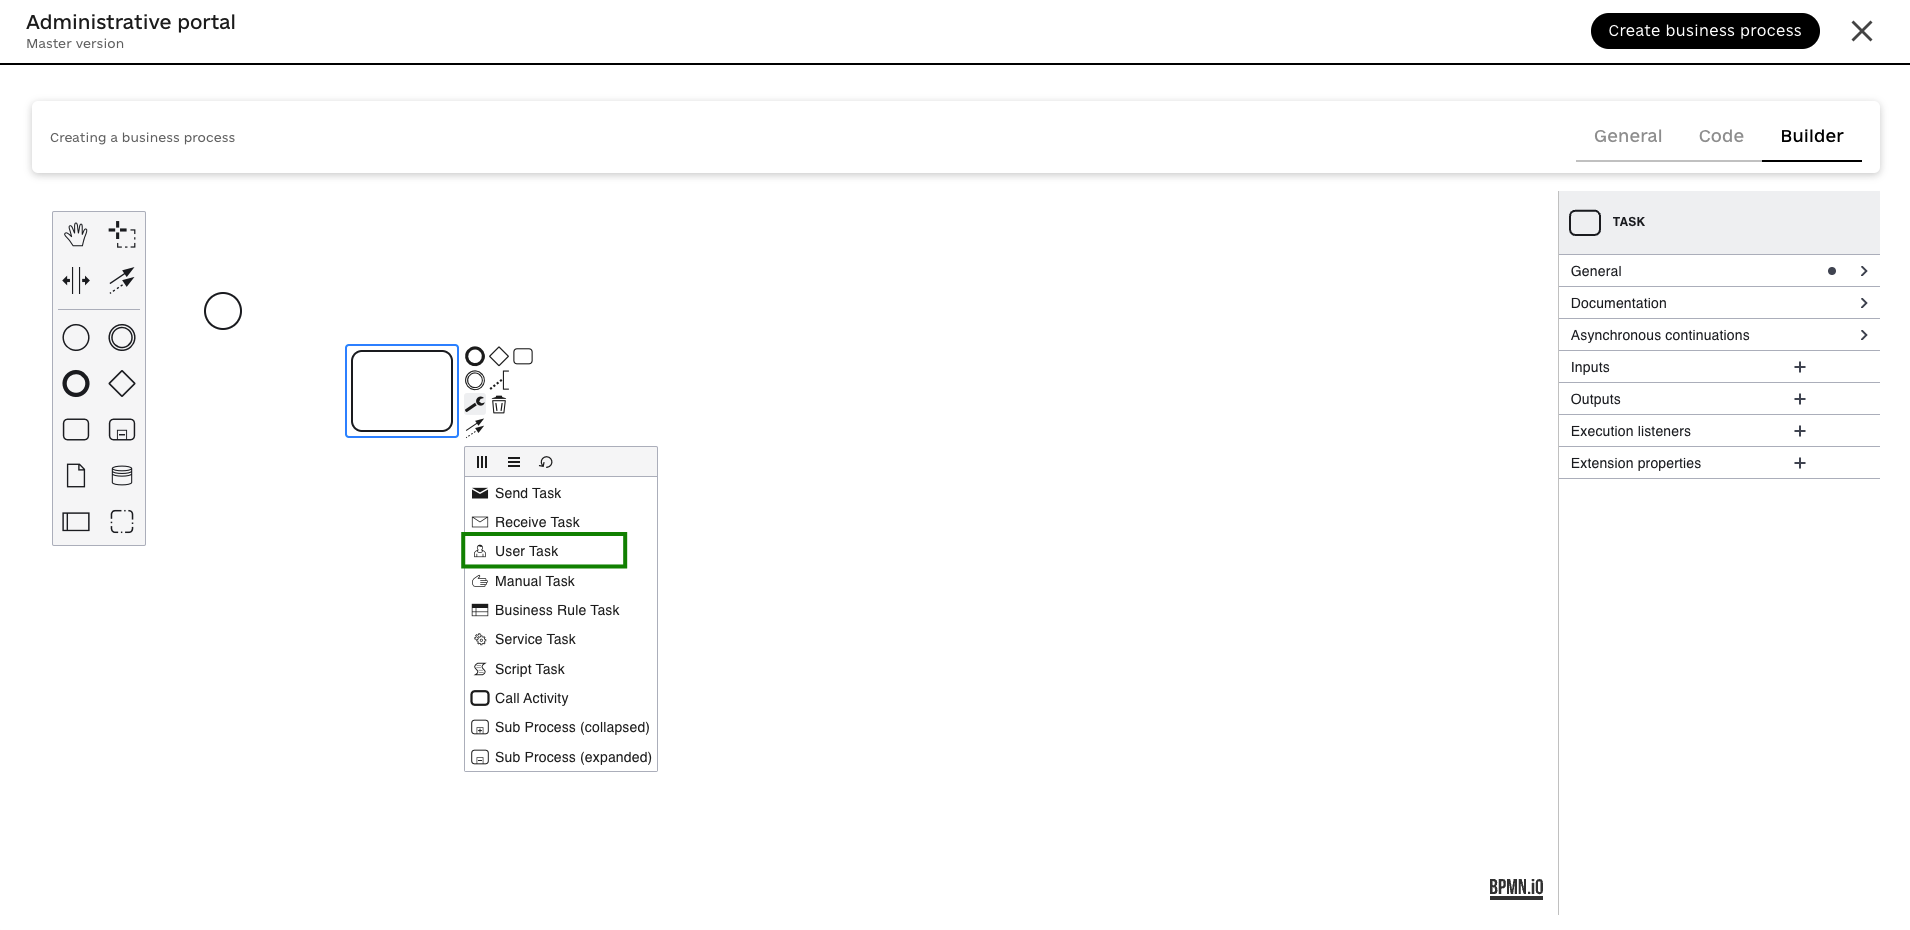 Administrative portal
Master version
Create business process
Creating a business process
General
Code
Builder
TASK
General
Documentation
Asynchronous continuations
Inputs
Outputs
Execution listeners
Extension properties
Send Task
Receive Task
User Task
Manual Task
Business Rule Task
Service Task
Script Task
Call Activity
Sub Process (collapsed)
Sub Process (expanded)
BPMN.iO